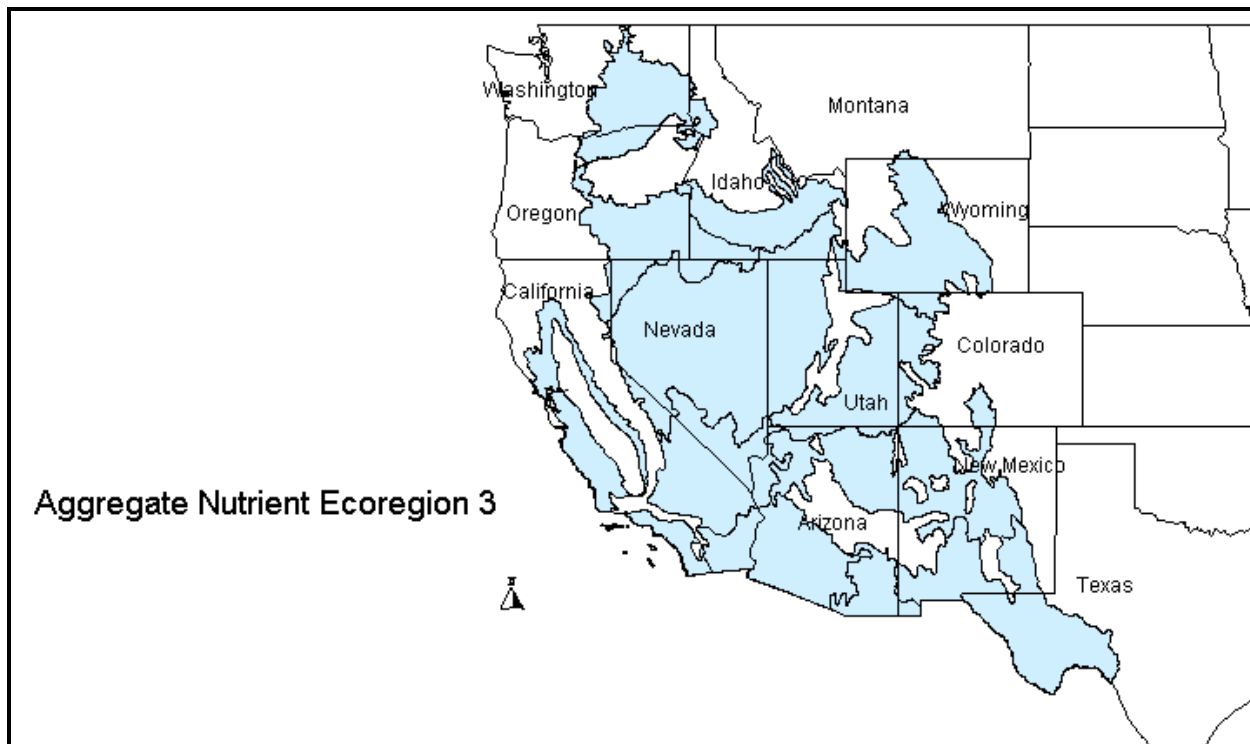 Washington
Montana
Idaho
Wyoming
Oregon
California
Nevada
Colorado
Utah
New Mexico
Aggregate Nutrient Ecoregion 3
Arizona
Texas